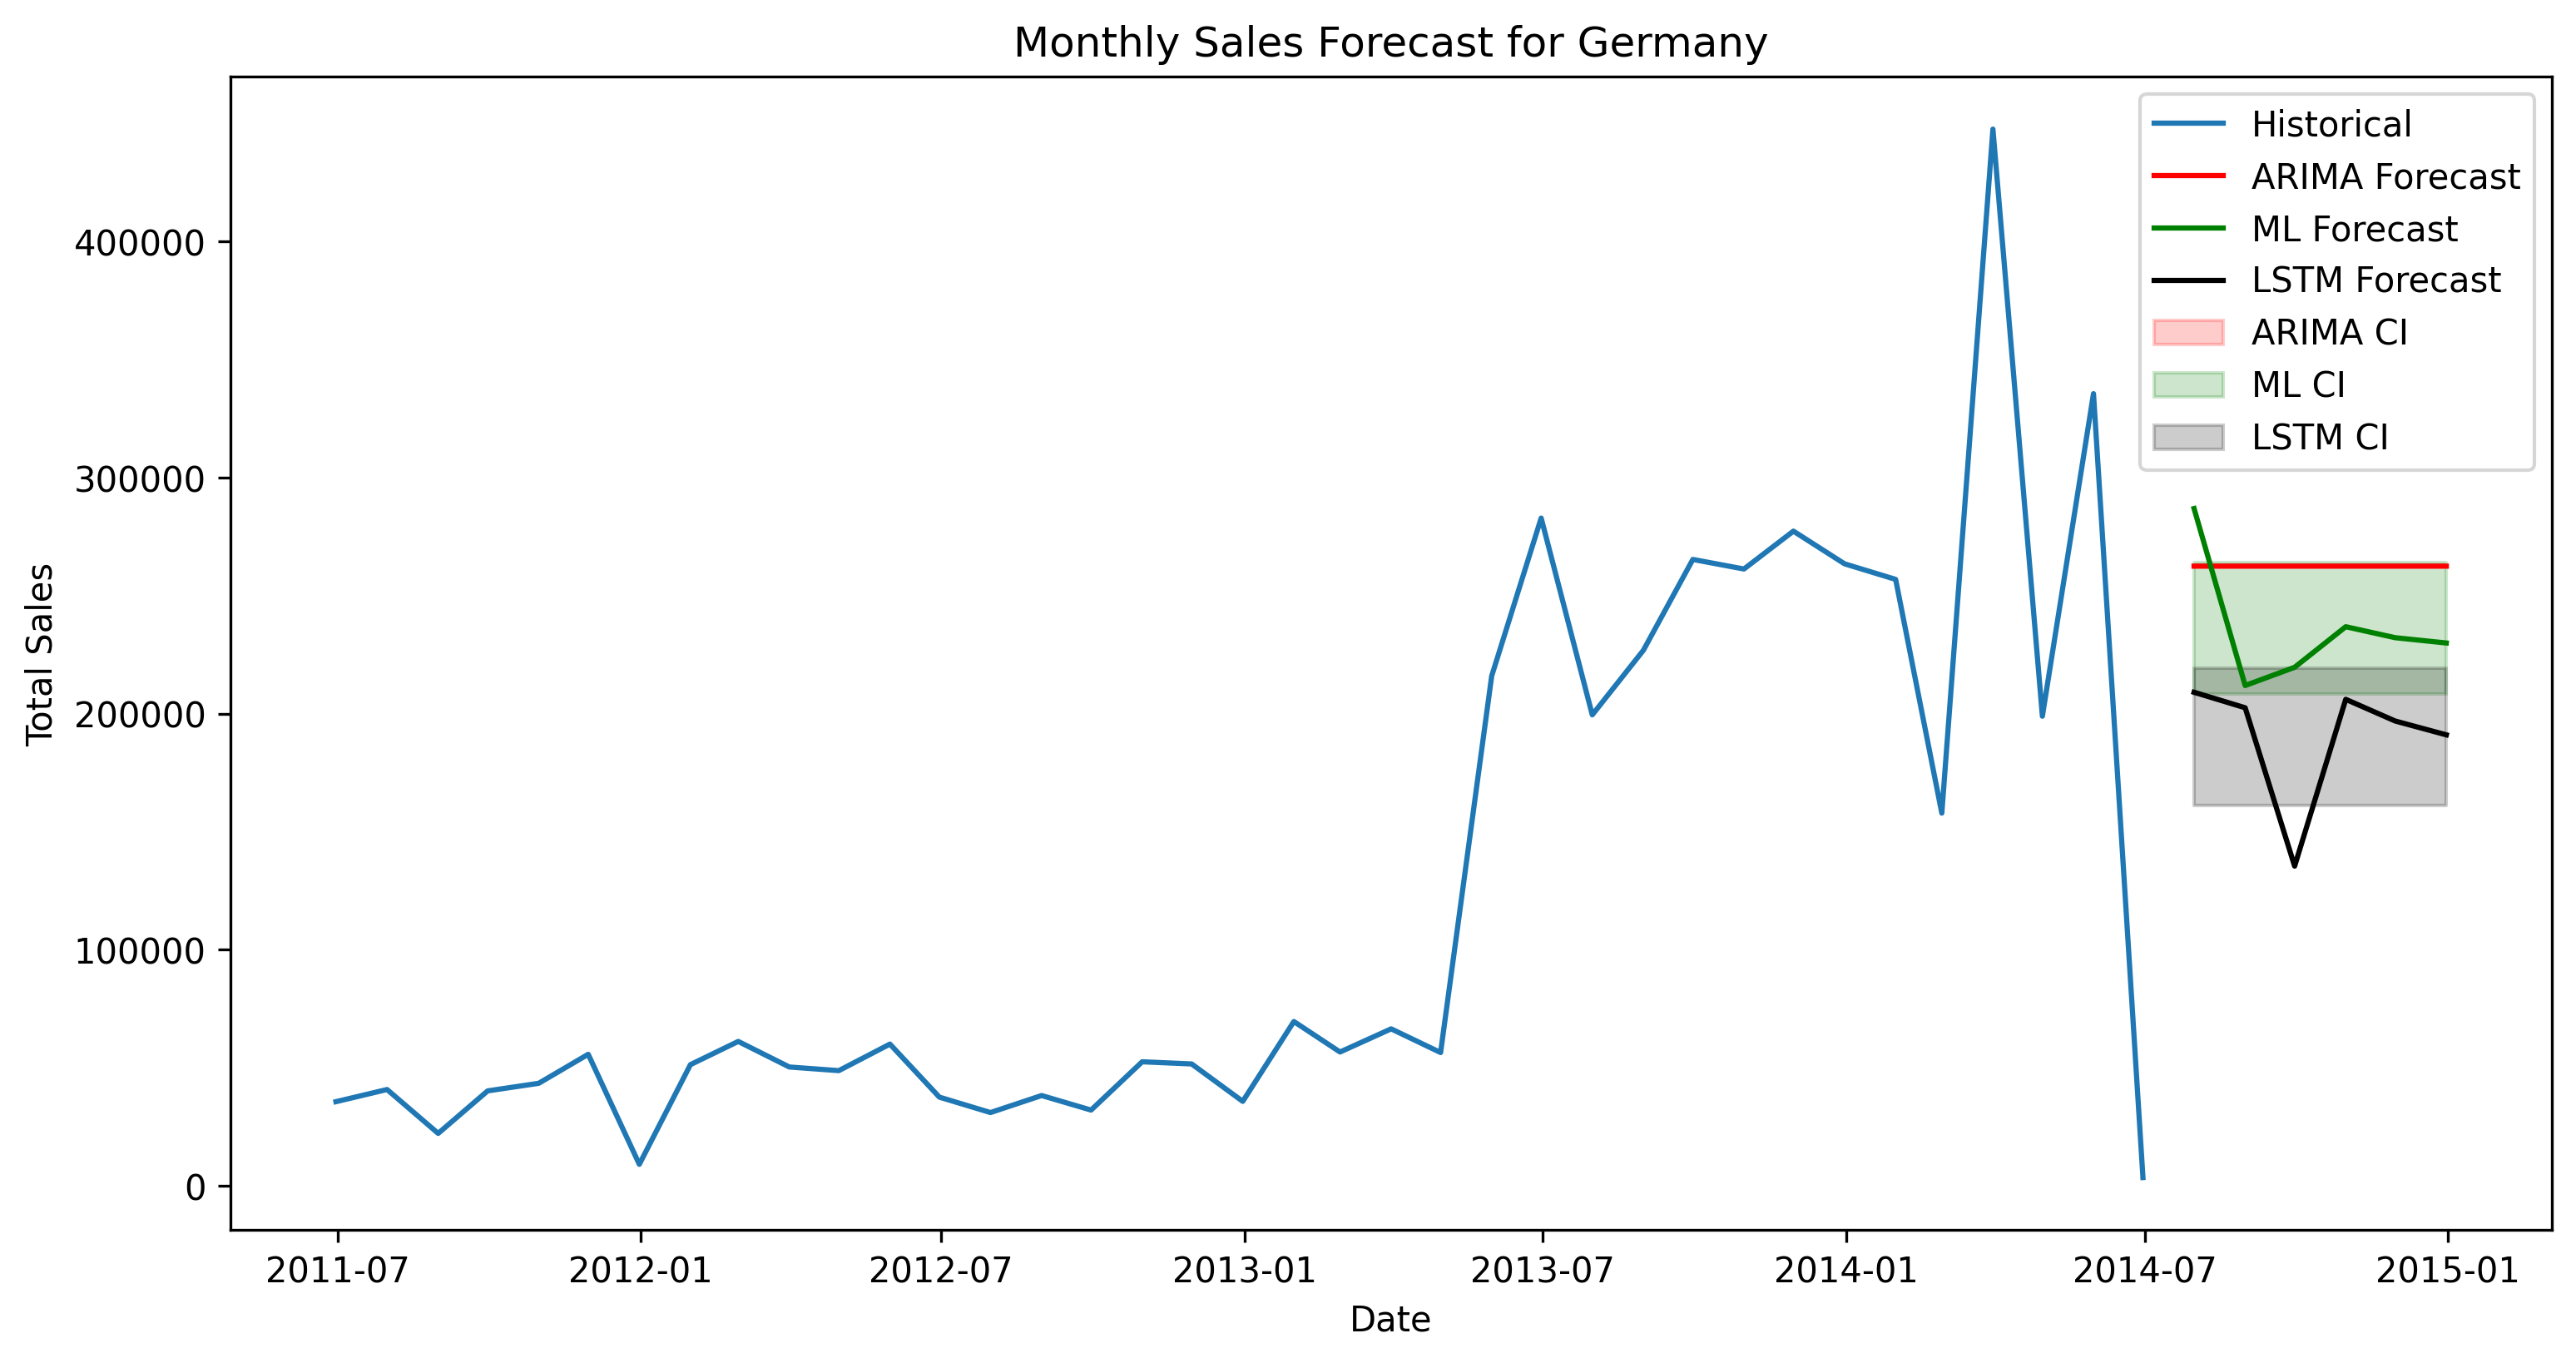 Monthly Sales Forecast for Germany
Historical
ARIMA Forecast
ML Forecast
LSTM Forecast
ARIMA CI
ML CI
LSTM CI
Total Sales
400000
300000
200000
100000
0
2011-07 2012-01 2012-07 2013-01 2013-07 2014-01 2014-07 2015-01
Date